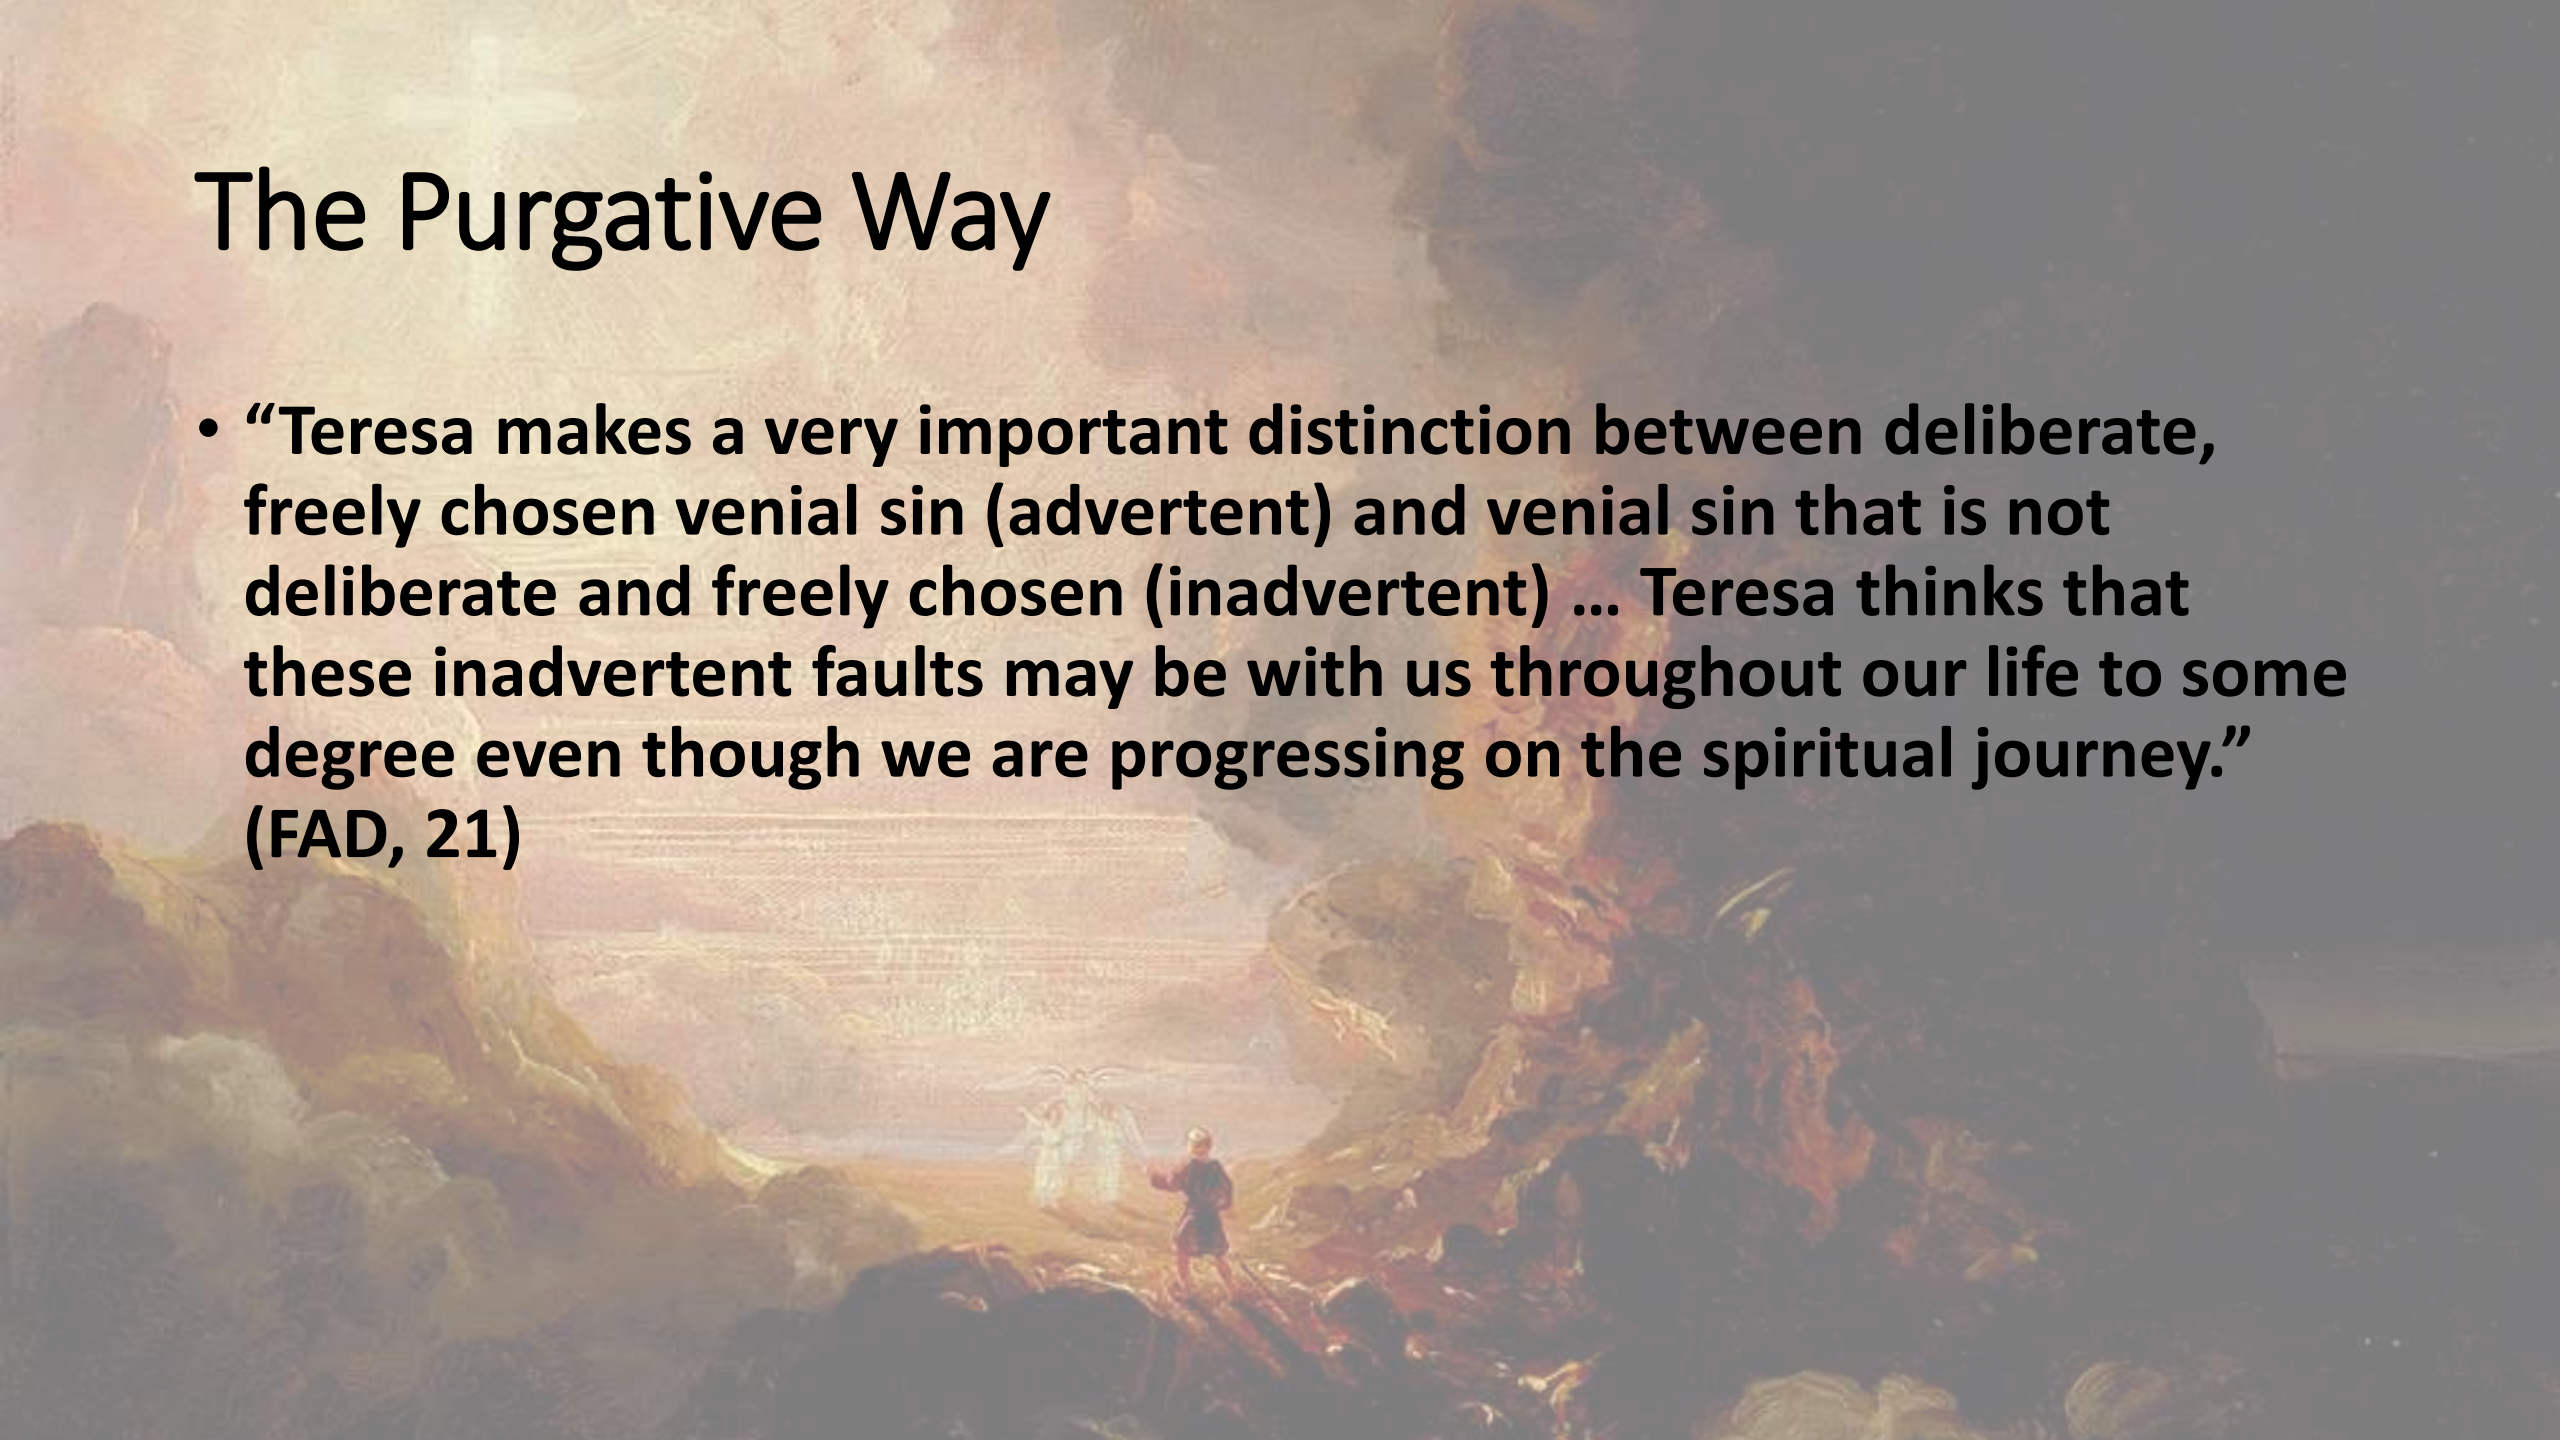 The Purgative Way
• “Teresa makes a very important distinction between deliberate,
freely chosen venial sin (advertent) and venial sin that is not
deliberate and freely chosen (inadvertent) … Teresa thinks that
these inadvertent faults may be with us throughout our life to some
degree even though we are progressing on the spiritual journey.”
(FAD, 21)